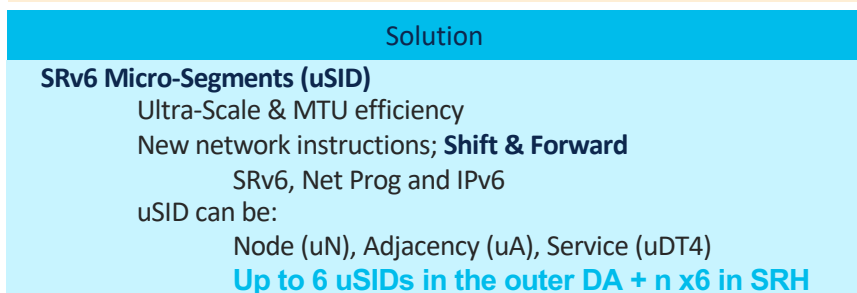 Solution
SRv6 Micro-Segments (uSID)
Ultra-Scale & MTU efficiency
New network instructions; Shift & Forward
SRv6, Net Prog and IPv6
uSID can be:
Node (uN), Adjacency (uA), Service (uDT4)
Up to 6 uSIDs in the outer DA + n x6 in SRH